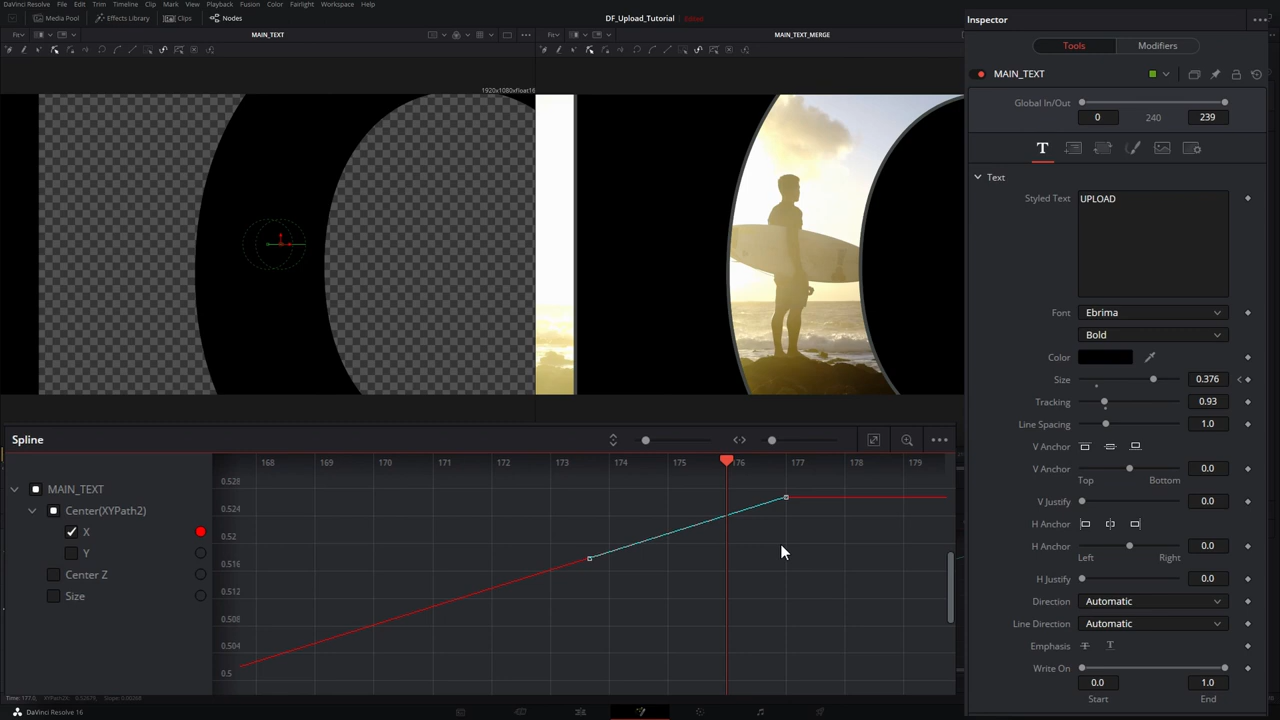 DaVinci Resolve File Edit Trim Timeline Clip Mark View Playback Fusion Color Fairlight Workspace Help
Media Pool Effects Library Clips Nodes
DF_Upload_Tutorial Edited
Inspector
Fit MAIN_TEXT
Fit MAIN_TEXT_MERGE
Tools Modifiers
MAIN_TEXT
1920x1080xfloat16
Global In/Out
0 240 239
Text
Styled Text UPLOAD
Font Ebrima
Bold
Color
Size 0.376
Tracking 0.93
Line Spacing 1.0
V Anchor
V Anchor 0.0
Top Bottom
V Justify 0.0
H Anchor
H Anchor 0.0
Left Right
H Justify 0.0
Direction Automatic
Line Direction Automatic
Emphasis T T
Write On
0.0 1.0
Start End
Spline
168 169 170 171 172 173 174 175 176 177 178 179
MAIN_TEXT
Center(XYPath2)
X
Y
Center Z
Size
0.528
0.524
0.52
0.516
0.512
0.508
0.504
0.5
DaVinci Resolve 16